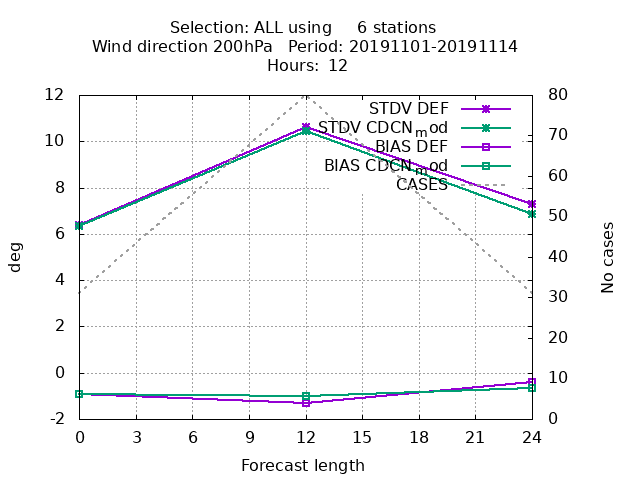 Selection: ALL using 6 stations
Wind direction 200hPa Period: 20191101-20191114
Hours: 12
12 80
STDV DEF
STDV CDCN_mod
10 70
BIAS DEF
BIAS CDCN_mod
60
CASES
8
50
6
40
deg
No cases
4
30
2
20
0
10
-2 0
0 3 6 9 12 15 18 21 24
Forecast length